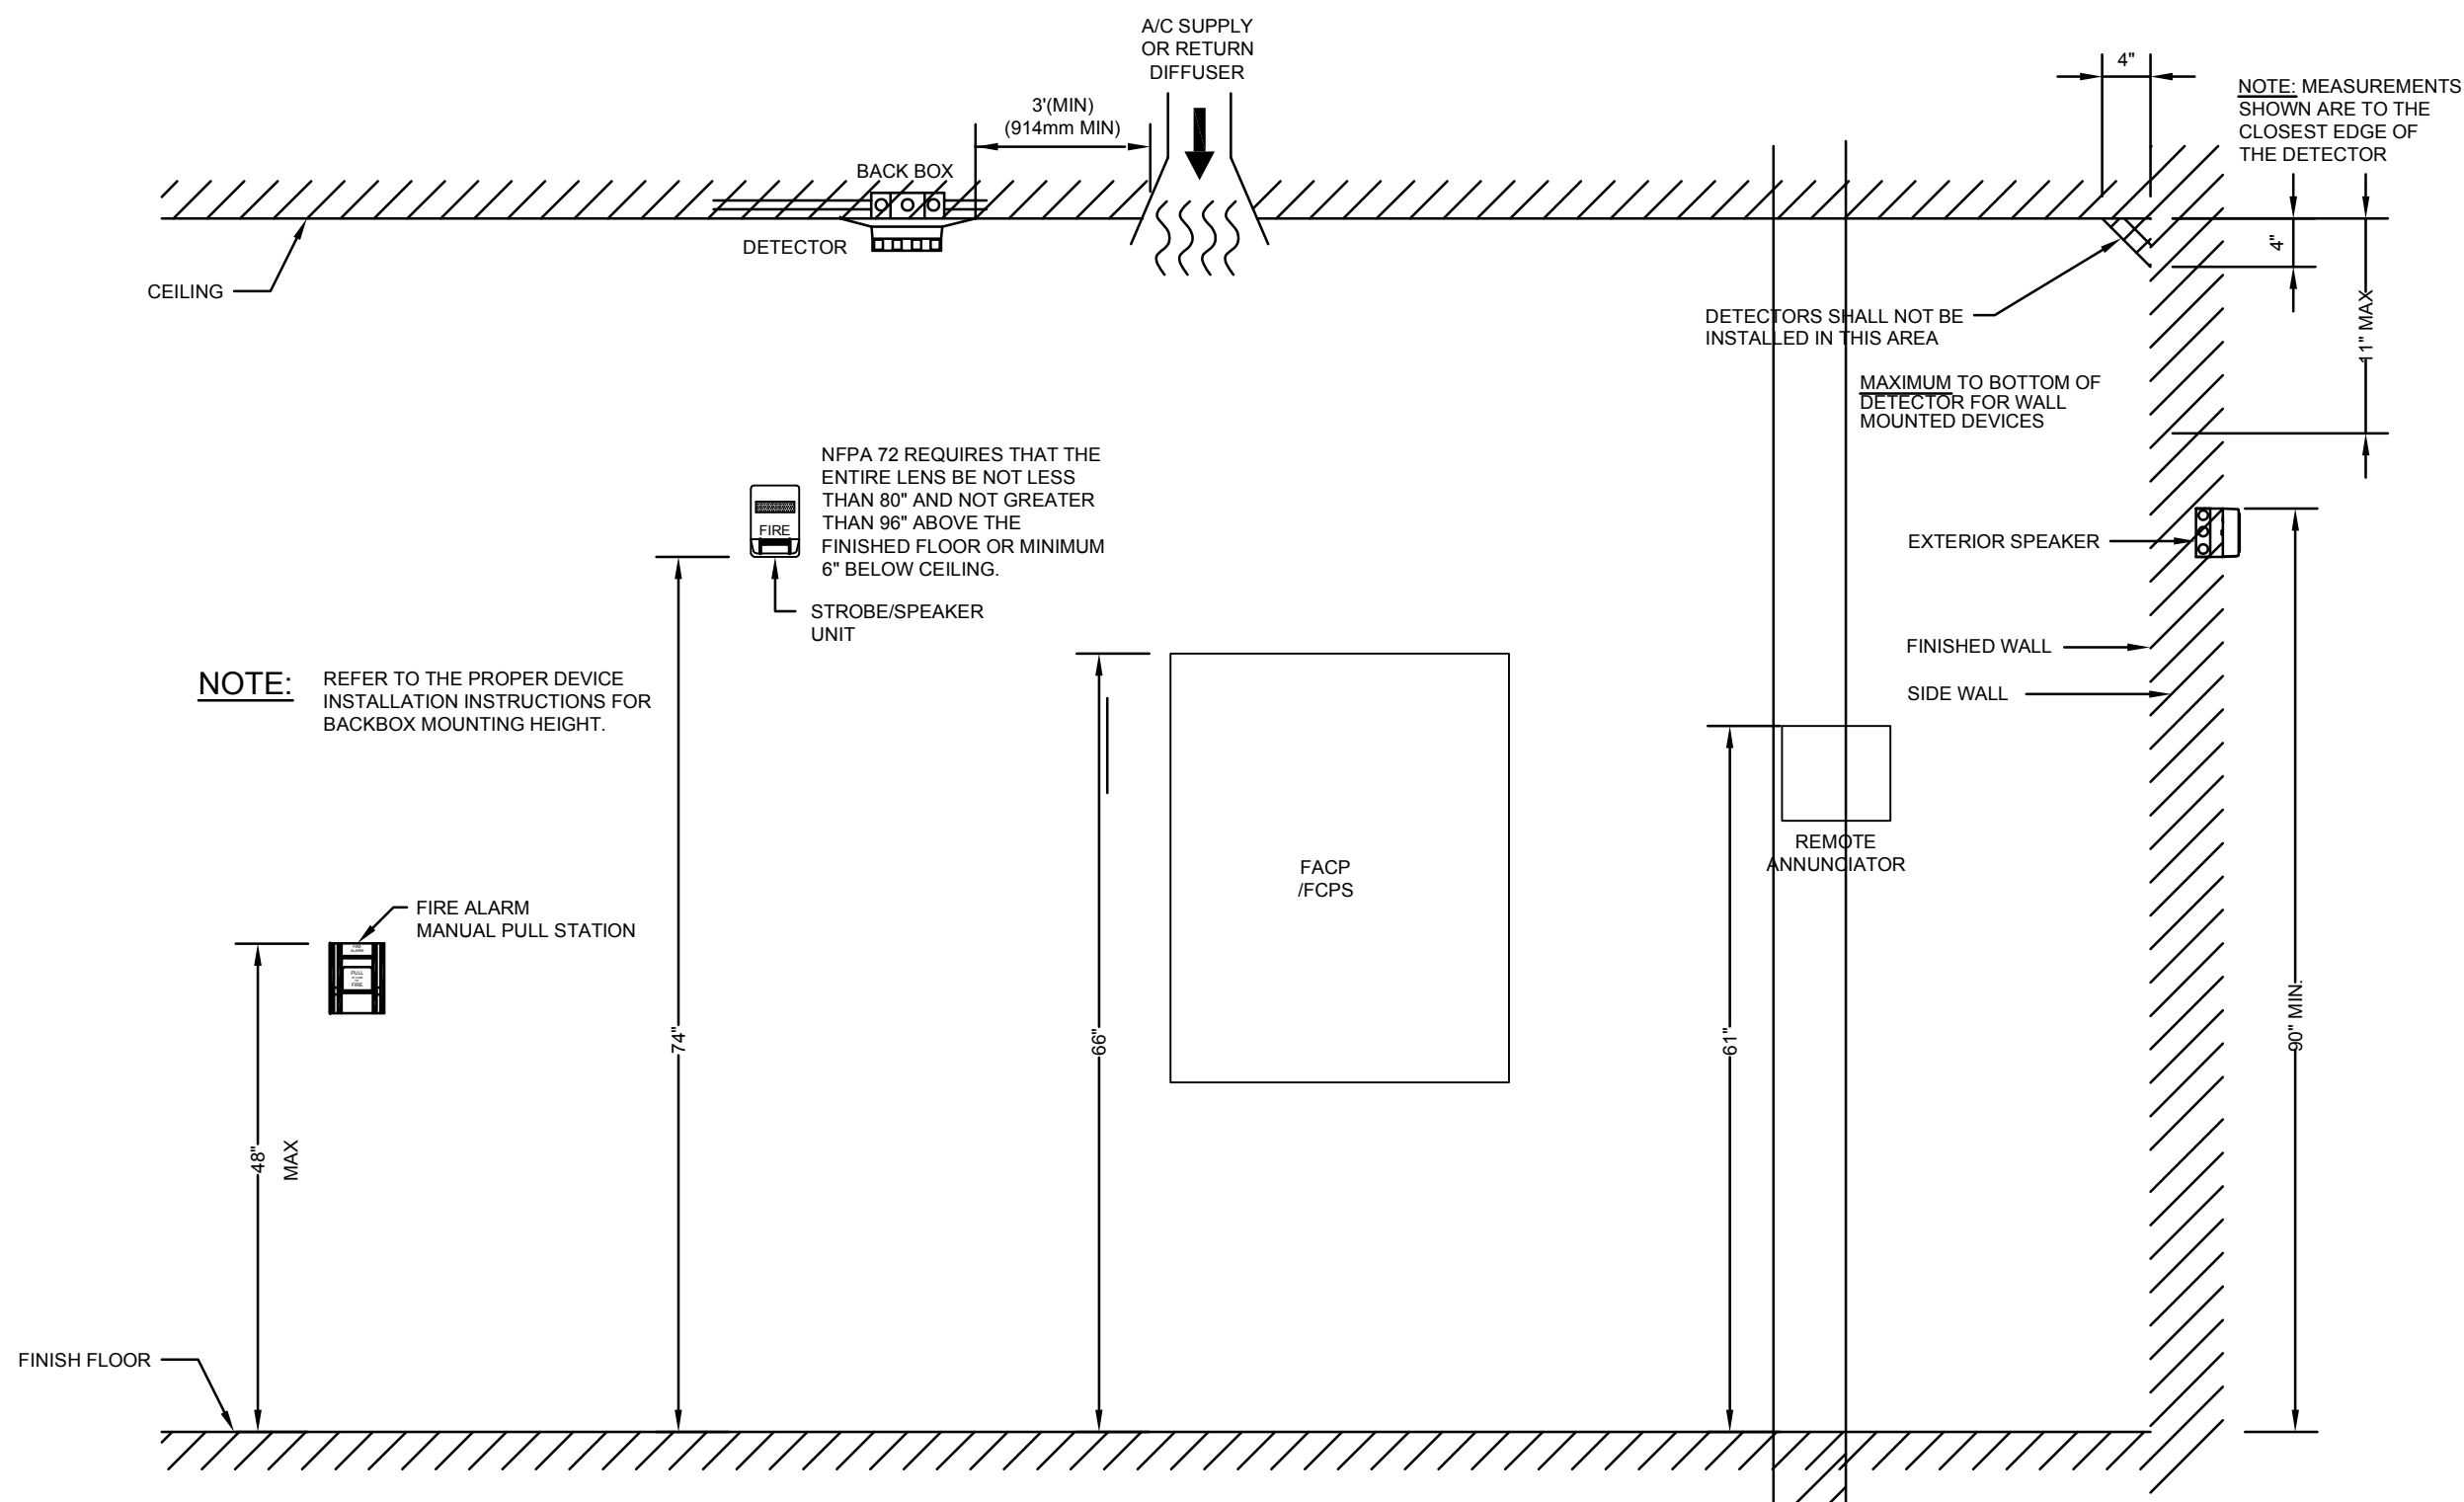 A/C SUPPLY
OR RETURN
DIFFUSER
4"
NOTE: MEASUREMENTS
SHOWN ARE TO THE
CLOSEST EDGE OF
THE DETECTOR
3'(MIN)
(914mm MIN)
BACK BOX
DETECTOR
CEILING
4"
11" MAX
DETECTORS SHALL NOT BE
INSTALLED IN THIS AREA
MAXIMUM TO BOTTOM OF
DETECTOR FOR WALL
MOUNTED DEVICES
NFPA 72 REQUIRES THAT THE
ENTIRE LENS BE NOT LESS
THAN 80" AND NOT GREATER
THAN 96" ABOVE THE
FINISHED FLOOR OR MINIMUM
6" BELOW CEILING.
FIRE
STROBE/SPEAKER
UNIT
EXTERIOR SPEAKER
FINISHED WALL
SIDE WALL
NOTE:
REFER TO THE PROPER DEVICE
INSTALLATION INSTRUCTIONS FOR
BACKBOX MOUNTING HEIGHT.
REMOTE
ANNUNCIATOR
FACP
/FCPS
FIRE ALARM
MANUAL PULL STATION
FIRE
ALARM
PULL
FIRE
48"
MAX
74"
66"
61"
90" MIN.
FINISH FLOOR